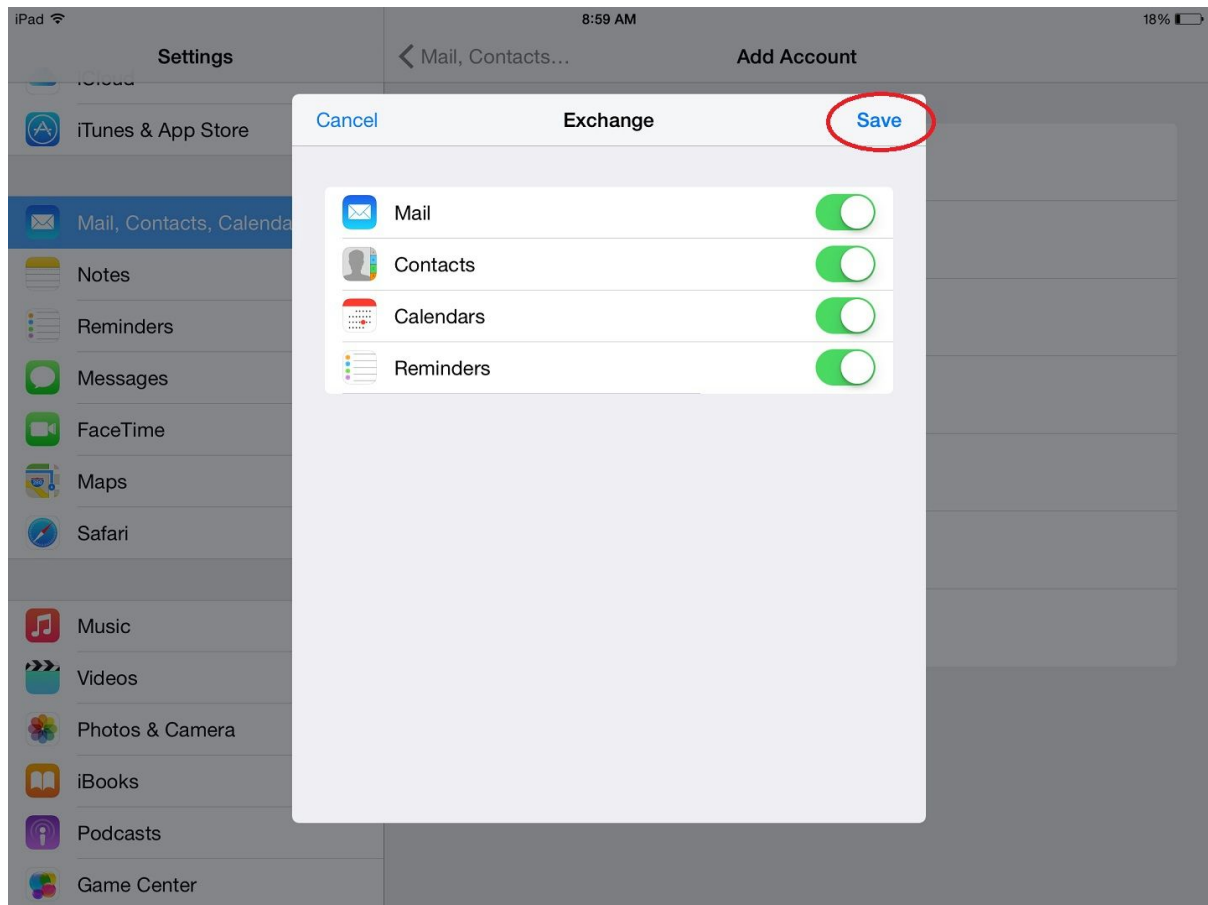 iPad 8:59 AM 18%
Settings
Mail, Contacts... Add Account
iCloud
iTunes & App Store
Mail, Contacts, Calenda
Notes
Reminders
Messages
FaceTime
Maps
Safari
Music
Videos
Photos & Camera
iBooks
Podcasts
Game Center
Cancel Exchange Save
Mail
Contacts
Calendars
Reminders